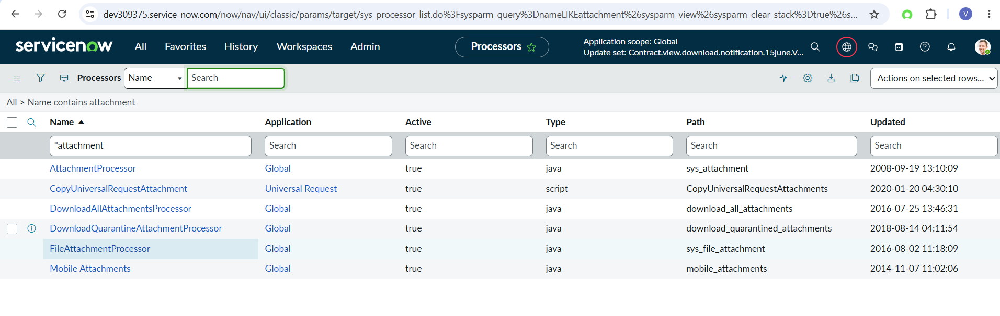 dev309375.service-now.com/now/nav/ui/classic/params/target/sys_processor_list.do%3Fsysparm_query%3DnameLIKEattachment%26sysparm_view%26sysparm_clear_stack%3Dtrue%26s...
V
servicenow All Favorites History Workspaces Admin Processors Application scope: Global
Update set: Contract.view.download.notification.15june.V...
Processors Name Search Actions on selected rows...
All > Name contains attachment
Name Application Active Type Path Updated
*attachment Search Search Search Search Search
AttachmentProcessor Global true java sys_attachment 2008-09-19 13:10:09
CopyUniversalRequestAttachment Universal Request true script CopyUniversalRequestAttachments 2020-01-20 04:30:10
DownloadAllAttachmentsProcessor Global true java download_all_attachments 2016-07-25 13:46:31
DownloadQuarantineAttachmentProcessor Global true java download_quarantined_attachments 2018-08-14 04:11:54
FileAttachmentProcessor Global true java sys_file_attachment 2016-08-02 11:18:09
Mobile Attachments Global true java mobile_attachments 2014-11-07 11:02:06